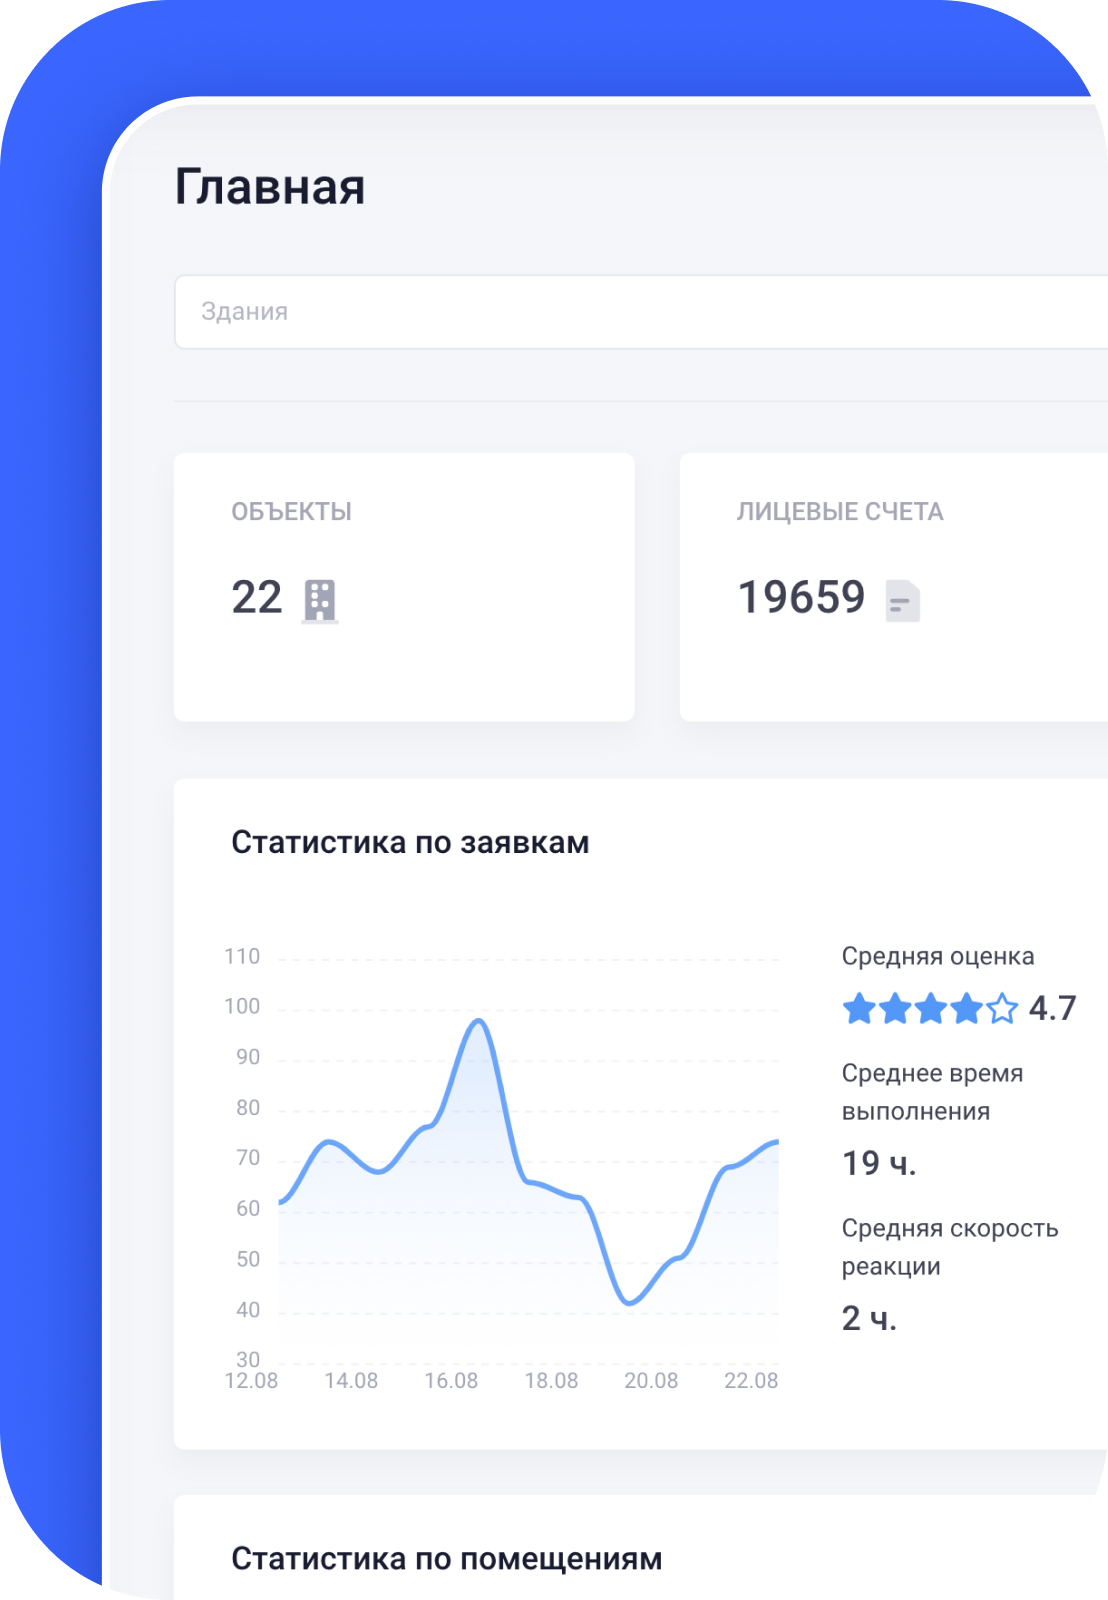 Главная
Здания
ОБЪЕКТЫ
22
ЛИЦЕВЫЕ СЧЕТА
19659
Статистика по заявкам
110
100
90
80
70
60
50
40
30
12.08 14.08 16.08 18.08 20.08 22.08
Средняя оценка
4.7
Среднее время
выполнения
19 ч.
Средняя скорость
реакции
2 ч.
Статистика по помещениям